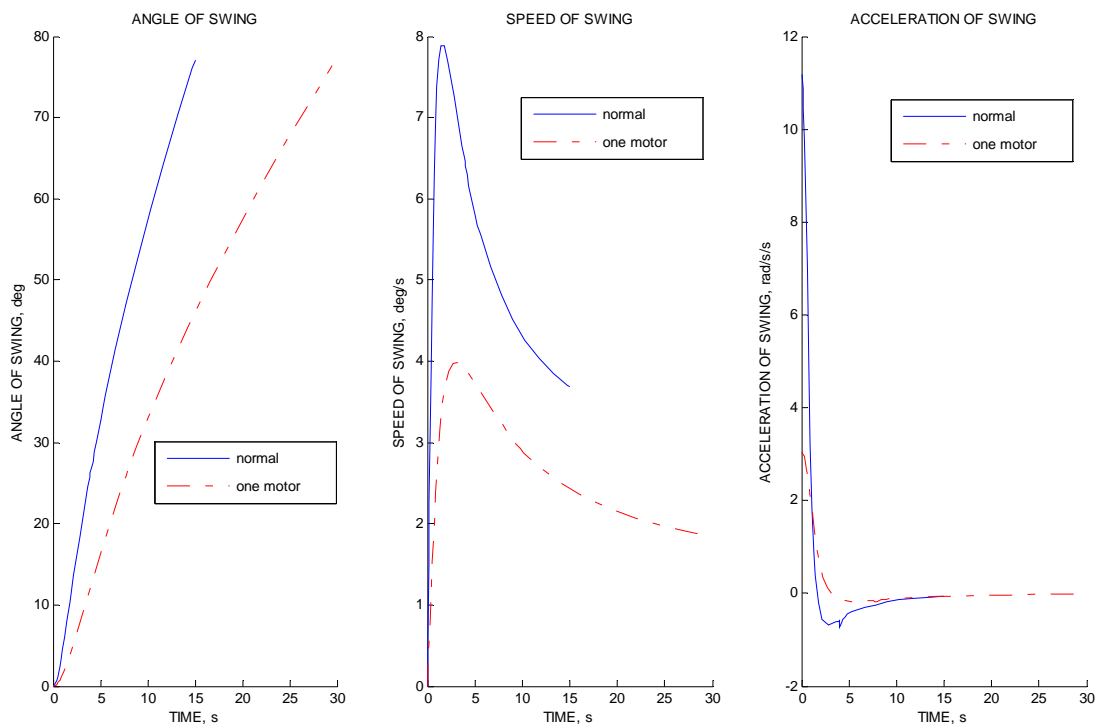 ANGLE OF SWING
80
70
60
50
40
30
20
10
0
0 5 10 15 20 25 30
TIME, s
ANGLE OF SWING, deg
normal
one motor
SPEED OF SWING
8
7
6
5
4
3
2
1
0
0 5 10 15 20 25 30
TIME, s
SPEED OF SWING, deg/s
normal
one motor
ACCELERATION OF SWING
12
10
8
6
4
2
0
-2
0 5 10 15 20 25 30
TIME, s
ACCELERATION OF SWING, rad/s/s
normal
one motor